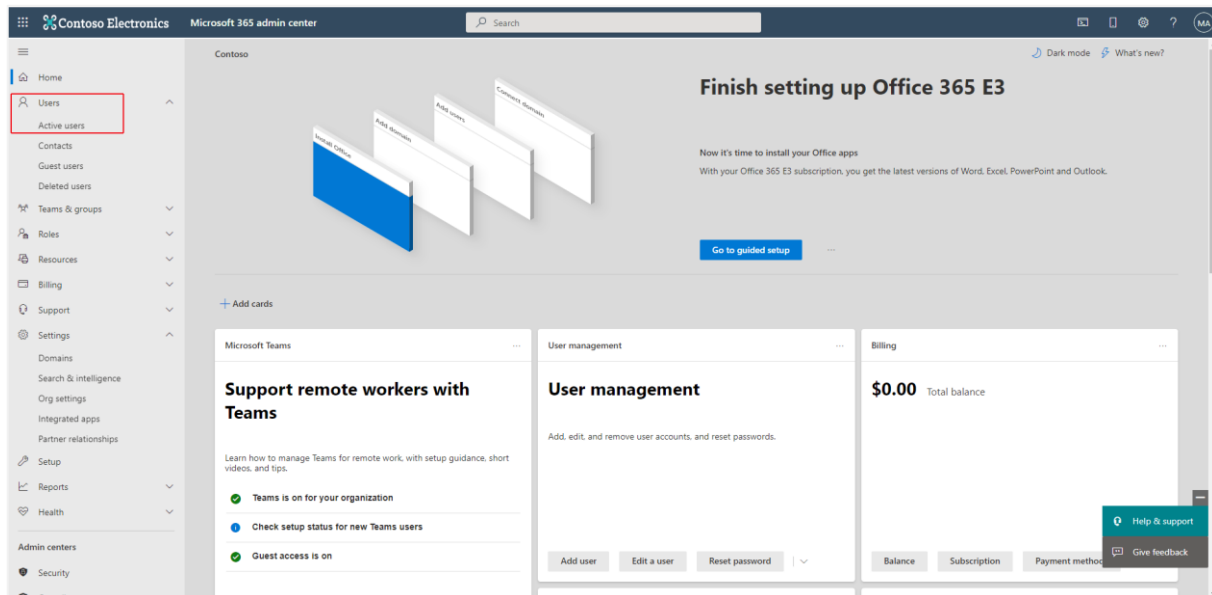 Contoso Electronics
Microsoft 365 admin center
Search
MA
Home
Users
Active users
Contacts
Guest users
Deleted users
Teams & groups
Roles
Resources
Billing
Support
Settings
Domains
Search & intelligence
Org settings
Integrated apps
Partner relationships
Setup
Reports
Health
Admin centers
Security
Contoso
Dark mode
What's new?
Install Office
Add domain
Add users
Connect domain
Finish setting up Office 365 E3
Now it's time to install your Office apps
With your Office 365 E3 subscription, you get the latest versions of Word, Excel, PowerPoint and Outlook.
Go to guided setup
Add cards
Microsoft Teams
Support remote workers with
Teams
Learn how to manage Teams for remote work, with setup guidance, short
videos, and tips.
Teams is on for your organization
Check setup status for new Teams users
Guest access is on
User management
User management
Add, edit, and remove user accounts, and reset passwords.
Add user
Edit a user
Reset password
Billing
$0.00 Total balance
Balance
Subscription
Payment method
Help & support
Give feedback